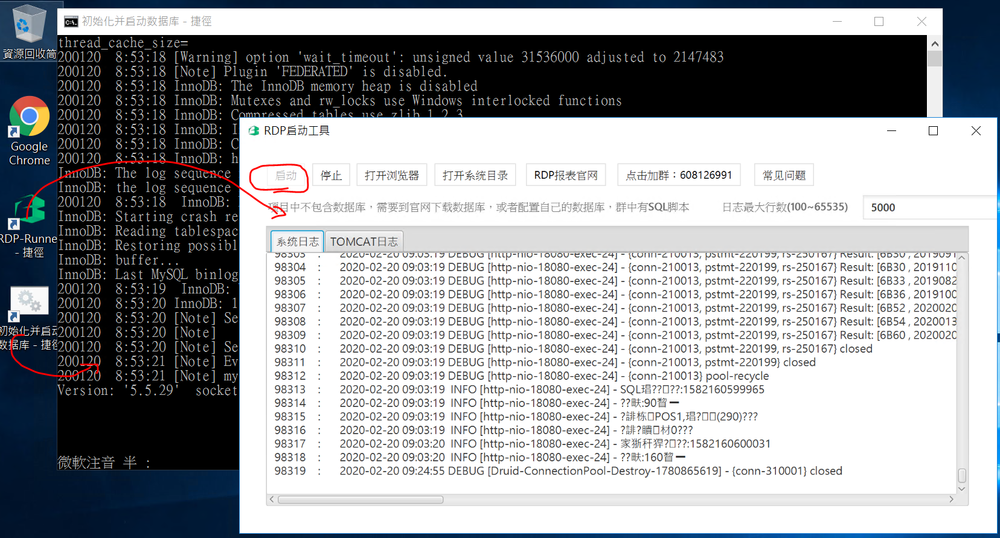 資源回收筒
Google
Chrome
RDP-Runne
- 捷徑
初始化并启动
数据库 - 捷徑
初始化并启动数据库 - 捷徑
thread_cache_size=
200120  8:53:18 [Warning] option 'wait_timeout': unsigned value 31536000 adjusted to 2147483
200120  8:53:18 [Note] Plugin 'FEDERATED' is disabled.
200120  8:53:18 InnoDB: The InnoDB memory heap is disabled
200120  8:53:18 InnoDB: Mutexes and rw_locks use Windows interlocked functions
200120  8:53:18 InnoDB: Compressed tables use zlib 1.2.3
200120  8:53:18 InnoDB: I
200120  8:53:18 InnoDB: C
200120  8:53:18 InnoDB: h
InnoDB: The log sequence
InnoDB: the log sequence
200120  8:53:18  InnoDB:
InnoDB: Starting crash re
InnoDB: Reading tablespac
InnoDB: Restoring possibl
InnoDB: buffer...
InnoDB: Last MySQL binlog
200120  8:53:19  InnoDB:
200120  8:53:20 InnoDB: 1
200120  8:53:20 [Note] Se
200120  8:53:20 [Note]
200120  8:53:20 [Note] Se
200120  8:53:21 [Note] Ev
200120  8:53:21 [Note] my
Version: '5.5.29'  socket
微軟注音 半 :
RDP启动工具
启动 停止 打开浏览器 打开系统目录 RDP报表官网 点击加群：608126991 常见问题
项目中不包含数据库，需要到官网下载数据库，或者配置自己的数据库，群中有SQL脚本 日志最大行数(100~65535) 5000
系统日志 TOMCAT日志
98303 : 2020-02-20 09:03:19 DEBUG [http-nio-18080-exec-24] - {conn-210013, pstmt-220199, rs-250167} Result: [6B50 , 201909
98304 : 2020-02-20 09:03:19 DEBUG [http-nio-18080-exec-24] - {conn-210013, pstmt-220199, rs-250167} Result: [6B30 , 2019110
98305 : 2020-02-20 09:03:19 DEBUG [http-nio-18080-exec-24] - {conn-210013, pstmt-220199, rs-250167} Result: [6B33 , 2019082
98306 : 2020-02-20 09:03:19 DEBUG [http-nio-18080-exec-24] - {conn-210013, pstmt-220199, rs-250167} Result: [6B36 , 2019100
98307 : 2020-02-20 09:03:19 DEBUG [http-nio-18080-exec-24] - {conn-210013, pstmt-220199, rs-250167} Result: [6B52 , 2020020
98308 : 2020-02-20 09:03:19 DEBUG [http-nio-18080-exec-24] - {conn-210013, pstmt-220199, rs-250167} Result: [6B54 , 2020013
98309 : 2020-02-20 09:03:19 DEBUG [http-nio-18080-exec-24] - {conn-210013, pstmt-220199, rs-250167} Result: [6B60 , 2020020
98310 : 2020-02-20 09:03:19 DEBUG [http-nio-18080-exec-24] - {conn-210013, pstmt-220199, rs-250167} closed
98311 : 2020-02-20 09:03:19 DEBUG [http-nio-18080-exec-24] - {conn-210013, pstmt-220199} closed
98312 : 2020-02-20 09:03:19 DEBUG [http-nio-18080-exec-24] - {conn-210013} pool-recycle
98313 : 2020-02-20 09:03:19  INFO [http-nio-18080-exec-24] - SQL琩??□??:1582160599965
98314 : 2020-02-20 09:03:19  INFO [http-nio-18080-exec-24] - ??昳:90
98315 : 2020-02-20 09:03:19  INFO [http-nio-18080-exec-24] - ?誹栋□POS1,琩?□□(290)???
98316 : 2020-02-20 09:03:19  INFO [http-nio-18080-exec-24] - ?誹?瞶□材0???
98317 : 2020-02-20 09:03:20  INFO [http-nio-18080-exec-24] - ?□??:1582160600031
98318 : 2020-02-20 09:03:20  INFO [http-nio-18080-exec-24] - ??昳:160
98319 : 2020-02-20 09:24:55 DEBUG [Druid-ConnectionPool-Destroy-1780865619] - {conn-310001} closed